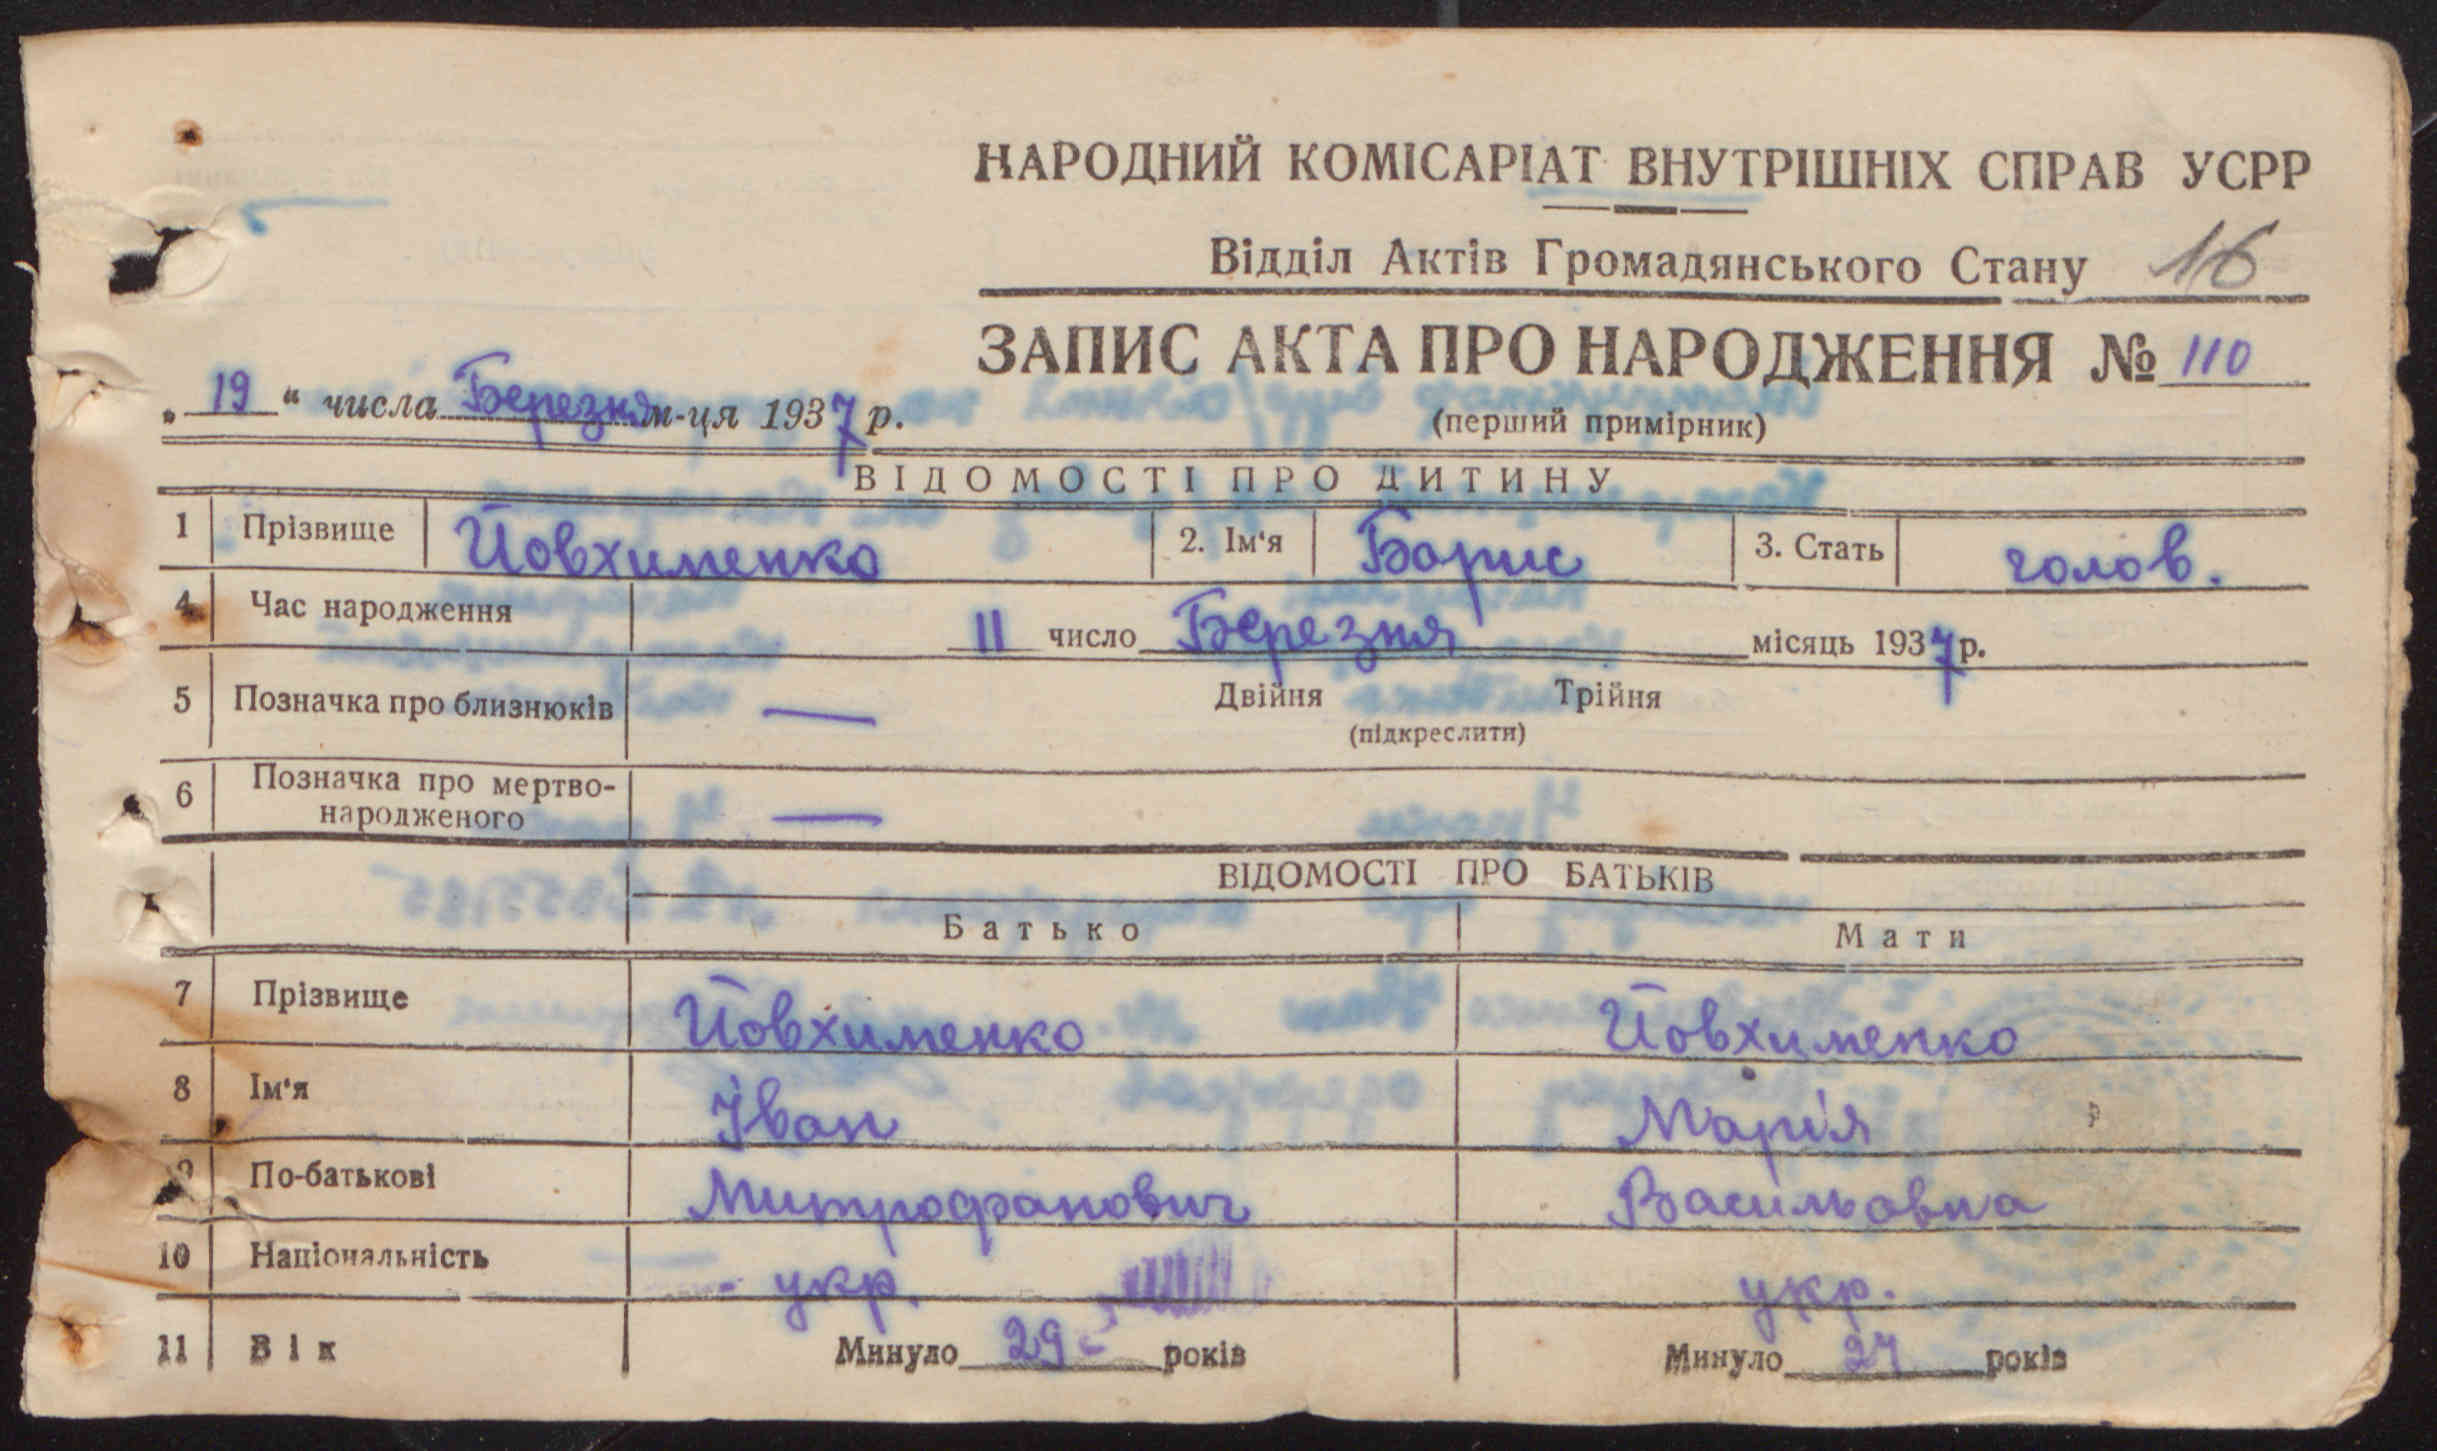 НАРОДНИЙ КОМІСАРІАТ ВНУТРІШНІХ СПРАВ УСРР
Відділ Актів Громадянського Стану 16
ЗАПИС АКТА ПРО НАРОДЖЕННЯ № 110
„ 19 “ числа Березня м-ця 1937 р.
(перший примірник)
ВІДОМОСТІ ПРО ДИТИНУ
1 Прізвище Йовхименко 2. Ім'я Борис 3. Стать голов.
4 Час народження 11 число Березня місяць 1937 р.
5 Позначка про близнюків — Двійня Трійня
(підкреслити)
6 Позначка про мертво-
народженого —
ВІДОМОСТІ ПРО БАТЬКІВ
Батько Мати
7 Прізвище Йовхименко Йовхименко
8 Ім'я Іван Марія
9 По-батькові Митрофанович Васильовна
10 Національність укр. укр.
11 Вік Минуло 29 років Минуло 27 років